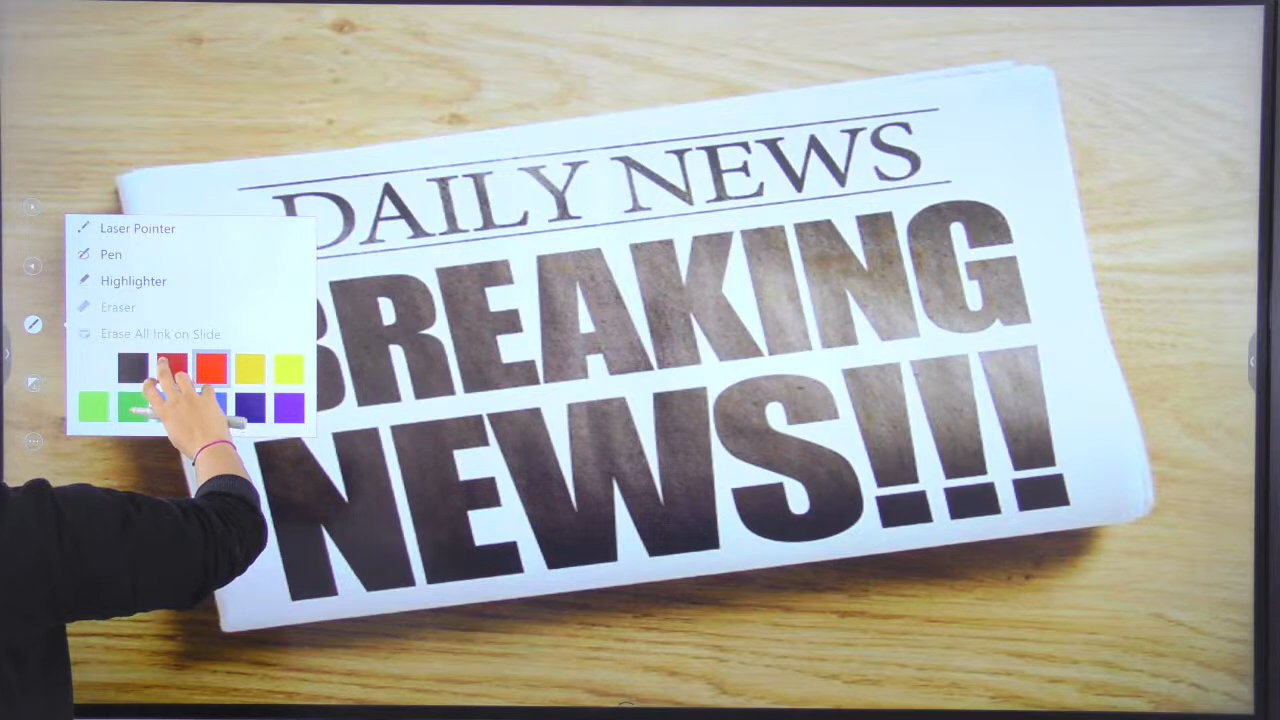 DAILY NEWS
BREAKING
NEWS!!!
Laser Pointer
Pen
Highlighter
Eraser
Erase All Ink on Slide